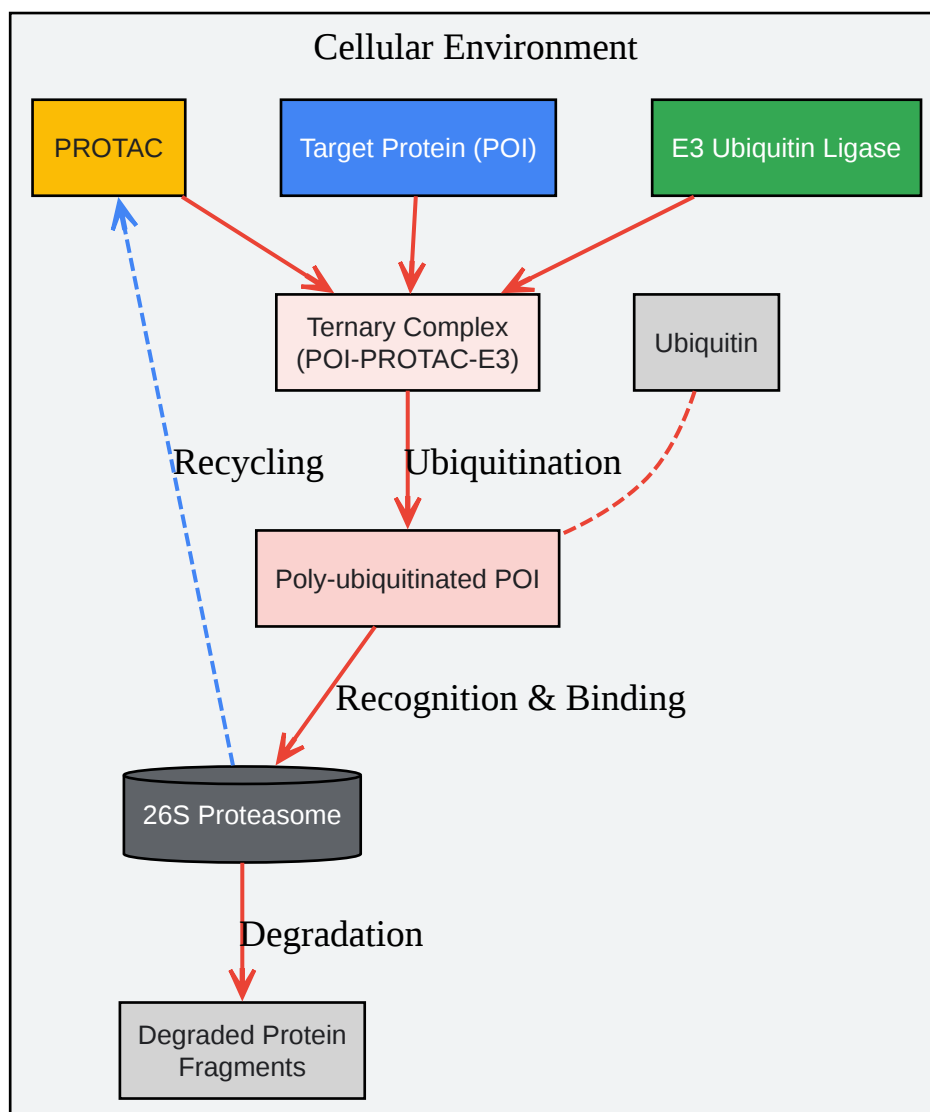 Cellular Environment
PROTAC
Target Protein (POI)
E3 Ubiquitin Ligase
Ternary Complex
(POI-PROTAC-E3)
Ubiquitin
Recycling
Ubiquitination
Poly-ubiquitinated POI
Recognition & Binding
26S Proteasome
Degradation
Degraded Protein
Fragments